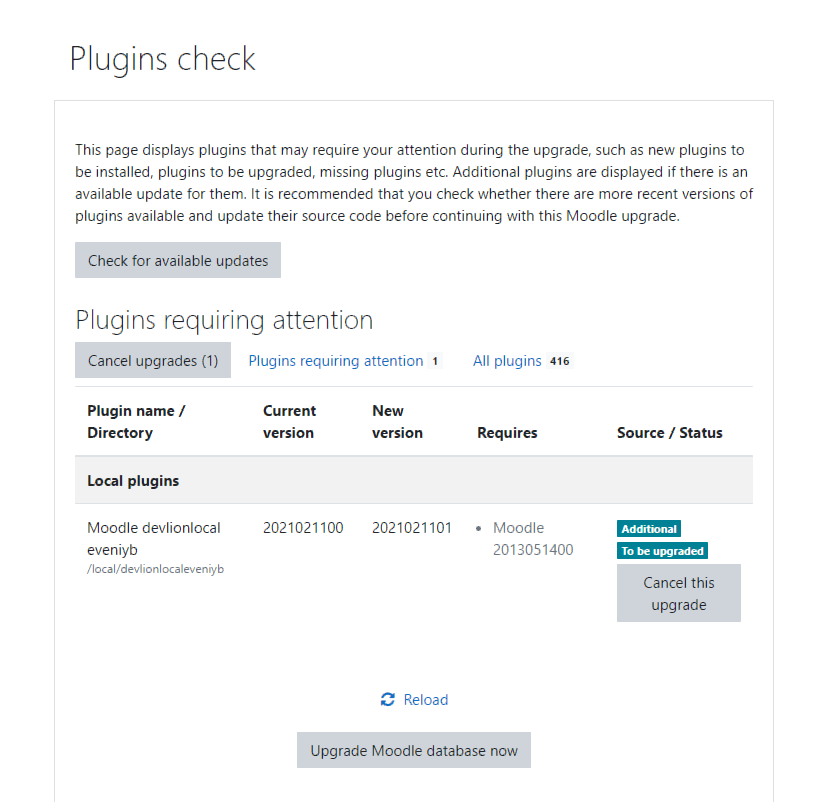 Plugins check
This page displays plugins that may require your attention during the upgrade, such as new plugins to
be installed, plugins to be upgraded, missing plugins etc. Additional plugins are displayed if there is an
available update for them. It is recommended that you check whether there are more recent versions of
plugins available and update their source code before continuing with this Moodle upgrade.
Check for available updates
Plugins requiring attention
Cancel upgrades (1) Plugins requiring attention 1 All plugins 416
Plugin name / Current New
Directory version version Requires Source / Status
Local plugins
Moodle devlionlocal 2021021100 2021021101 • Moodle Additional
eveniyb 2013051400 To be upgraded
/local/devlionlocaleveniyb
Cancel this
upgrade
Reload
Upgrade Moodle database now